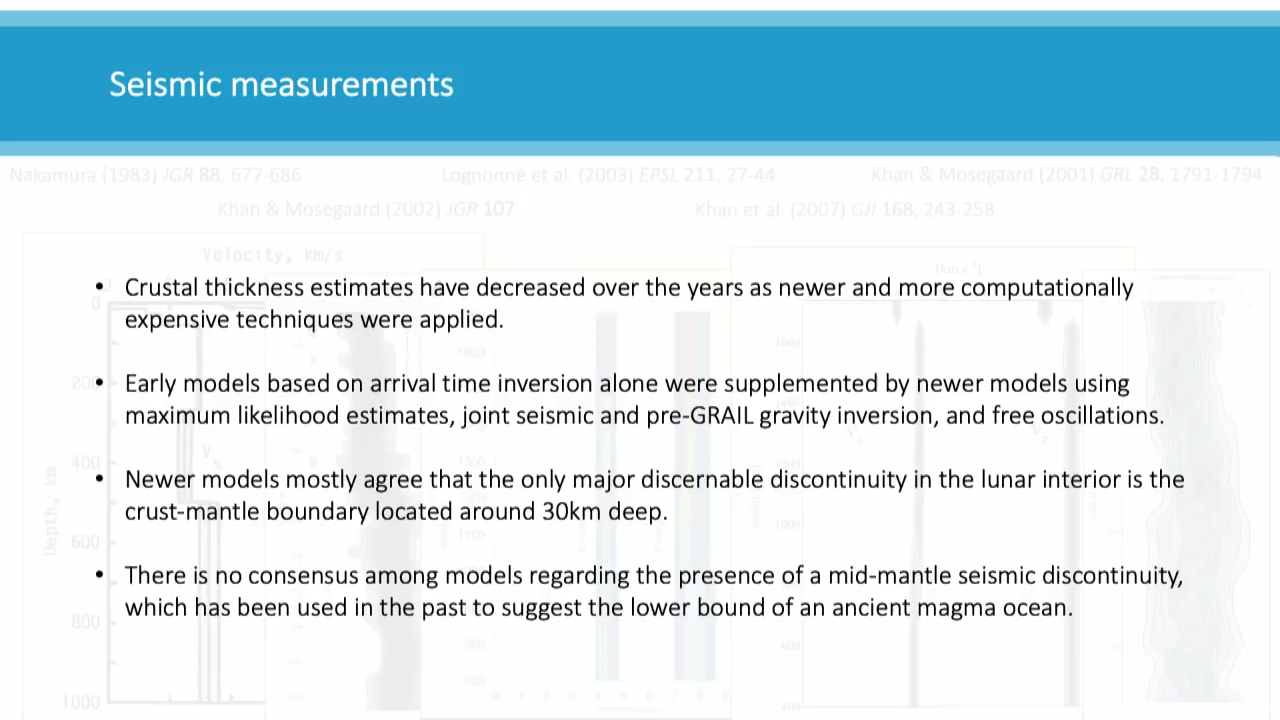 Seismic measurements
Nakamura (1983) JGR 88, 677-686
Lognonné et al. (2003) EPSL 211, 27-44
Khan & Mosegaard (2001) GRL 28, 1791-1794
Khan & Mosegaard (2002) JGR 107
Khan et al. (2007) GJI 168, 243-258
Velocity, km/s
• Crustal thickness estimates have decreased over the years as newer and more computationally
expensive techniques were applied.
• Early models based on arrival time inversion alone were supplemented by newer models using
maximum likelihood estimates, joint seismic and pre-GRAIL gravity inversion, and free oscillations.
• Newer models mostly agree that the only major discernable discontinuity in the lunar interior is the
crust-mantle boundary located around 30km deep.
• There is no consensus among models regarding the presence of a mid-mantle seismic discontinuity,
which has been used in the past to suggest the lower bound of an ancient magma ocean.
Depth, km
0
200
400
600
800
1000